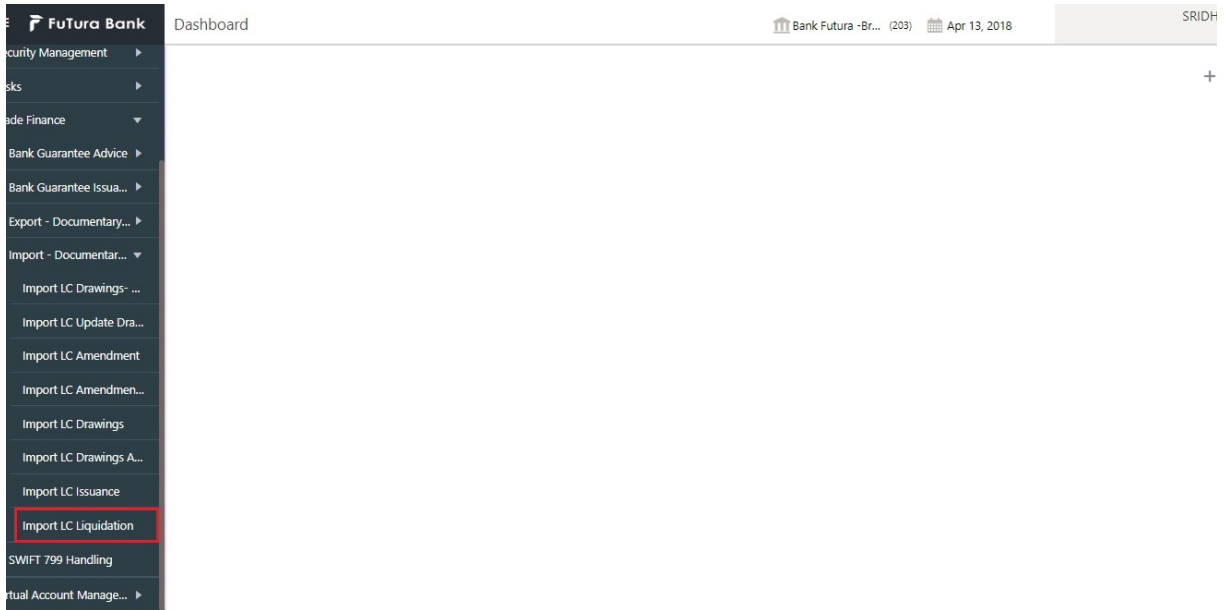 FuTura Bank
Dashboard
Bank Futura -Br... (203)
Apr 13, 2018
SRIDH
curity Management
sks
ade Finance
Bank Guarantee Advice
Bank Guarantee Issua...
Export - Documentary...
Import - Documentar...
Import LC Drawings- ...
Import LC Update Dra...
Import LC Amendment
Import LC Amendmen...
Import LC Drawings
Import LC Drawings A...
Import LC Issuance
Import LC Liquidation
SWIFT 799 Handling
rtual Account Manage...